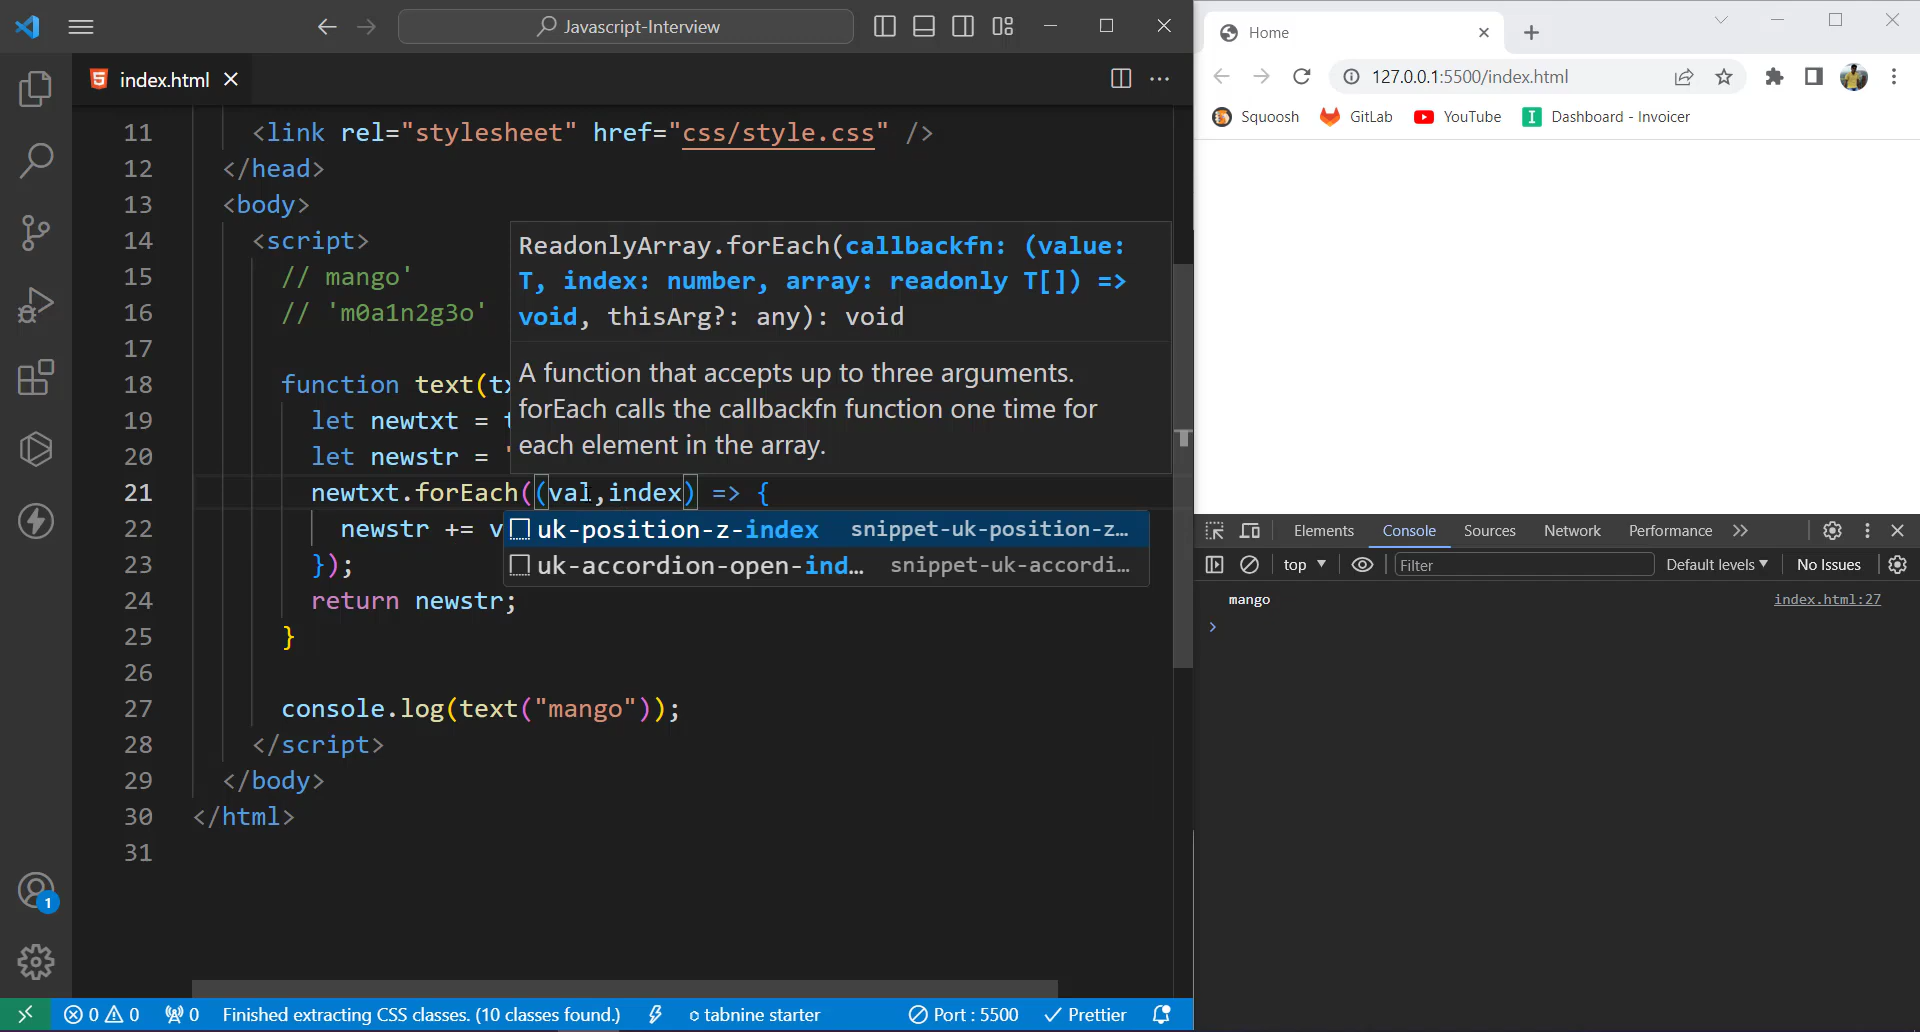 Javascript-Interview
index.html
11 <link rel="stylesheet" href="css/style.css" />
12 </head>
13 <body>
14 <script>
15 // mango'
16 // 'm0a1n2g3o'
17
18 function text(tx
19 let newtxt = t
20 let newstr = '
21 newtxt.forEach((val,index) => {
22 newstr += v
23 });
24 return newstr;
25 }
26
27 console.log(text("mango"));
28 </script>
29 </body>
30 </html>
31
ReadonlyArray.forEach(callbackfn: (value:
T, index: number, array: readonly T[]) =>
void, thisArg?: any): void
A function that accepts up to three arguments.
forEach calls the callbackfn function one time for
each element in the array.
uk-position-z-index snippet-uk-position-z…
uk-accordion-open-ind… snippet-uk-accordi…
1
0 0 0 Finished extracting CSS classes. (10 classes found.) tabnine starter Port : 5500 Prettier
Home
127.0.0.1:5500/index.html
Squoosh GitLab YouTube Dashboard - Invoicer
Elements Console Sources Network Performance
top Filter Default levels No Issues
mango index.html:27